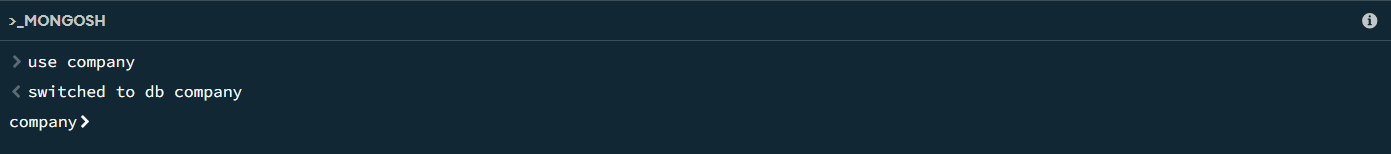 >_MONGOSH
> use company
< switched to db company
company>